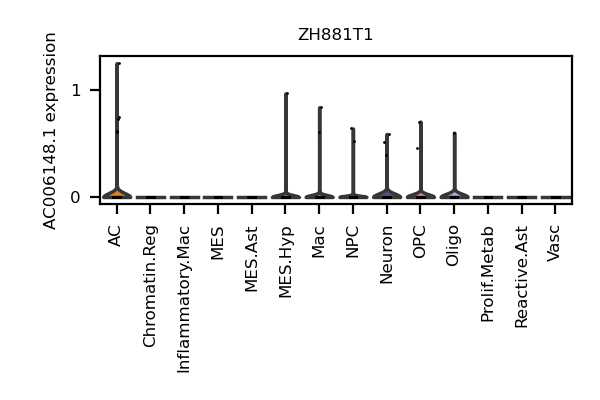 ZH881T1
AC006148.1 expression
1
0
AC
Chromatin.Reg
Inflammatory.Mac
MES
MES.Ast
MES.Hyp
Mac
NPC
Neuron
OPC
Oligo
Prolif.Metab
Reactive.Ast
Vasc